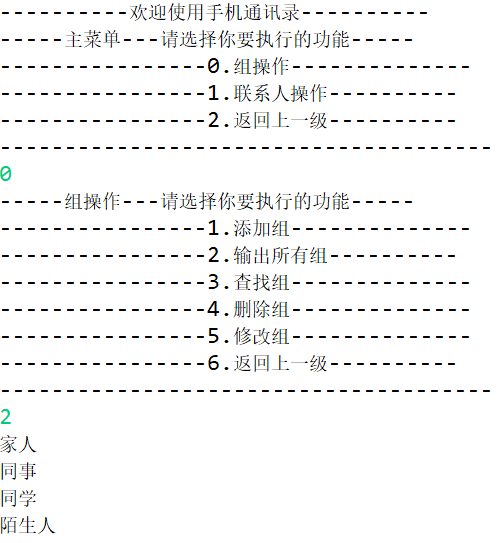 ----------欢迎使用手机通讯录----------
-----主菜单---请选择你要执行的功能-----
----------------0.组操作--------------
----------------1.联系人操作----------
----------------2.返回上一级----------
--------------------------------------
0
-----组操作---请选择你要执行的功能-----
----------------1.添加组--------------
----------------2.输出所有组----------
----------------3.查找组--------------
----------------4.删除组--------------
----------------5.修改组--------------
----------------6.返回上一级----------
--------------------------------------
2
家人
同事
同学
陌生人